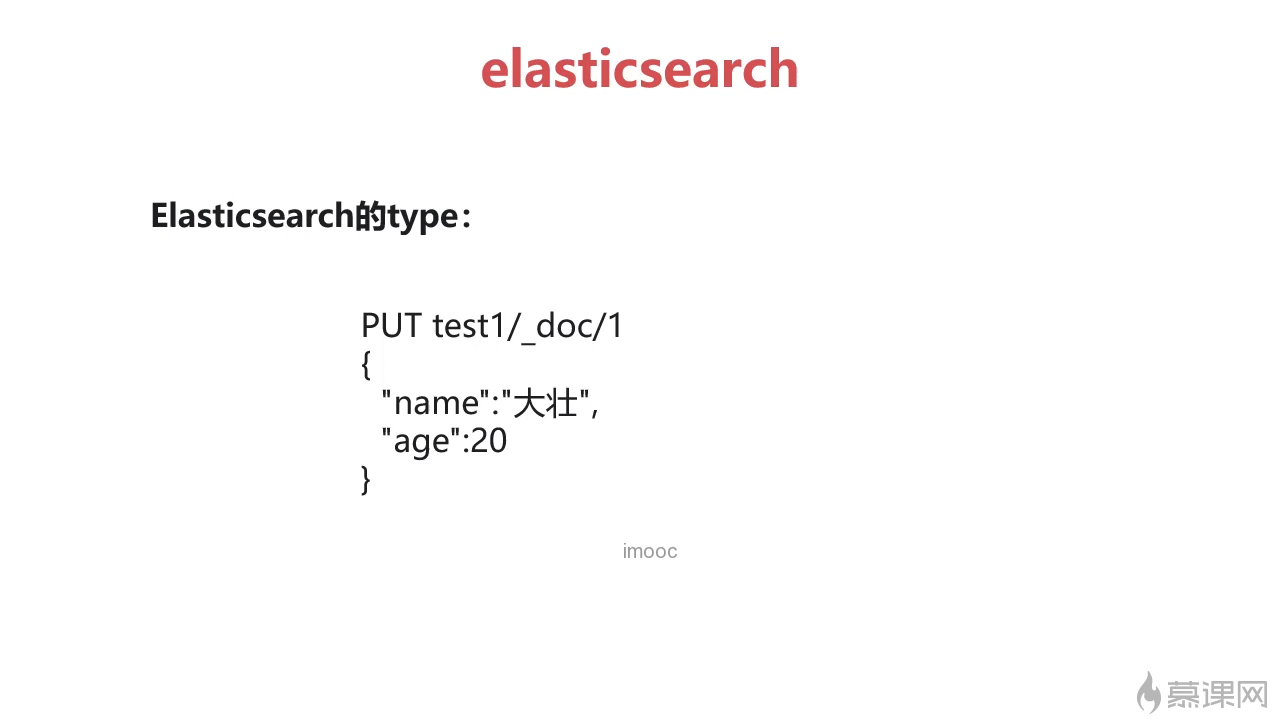 elasticsearch
Elasticsearch的type：
PUT test1/_doc/1
{
"name":"大壮",
"age":20
}
imooc
慕课网